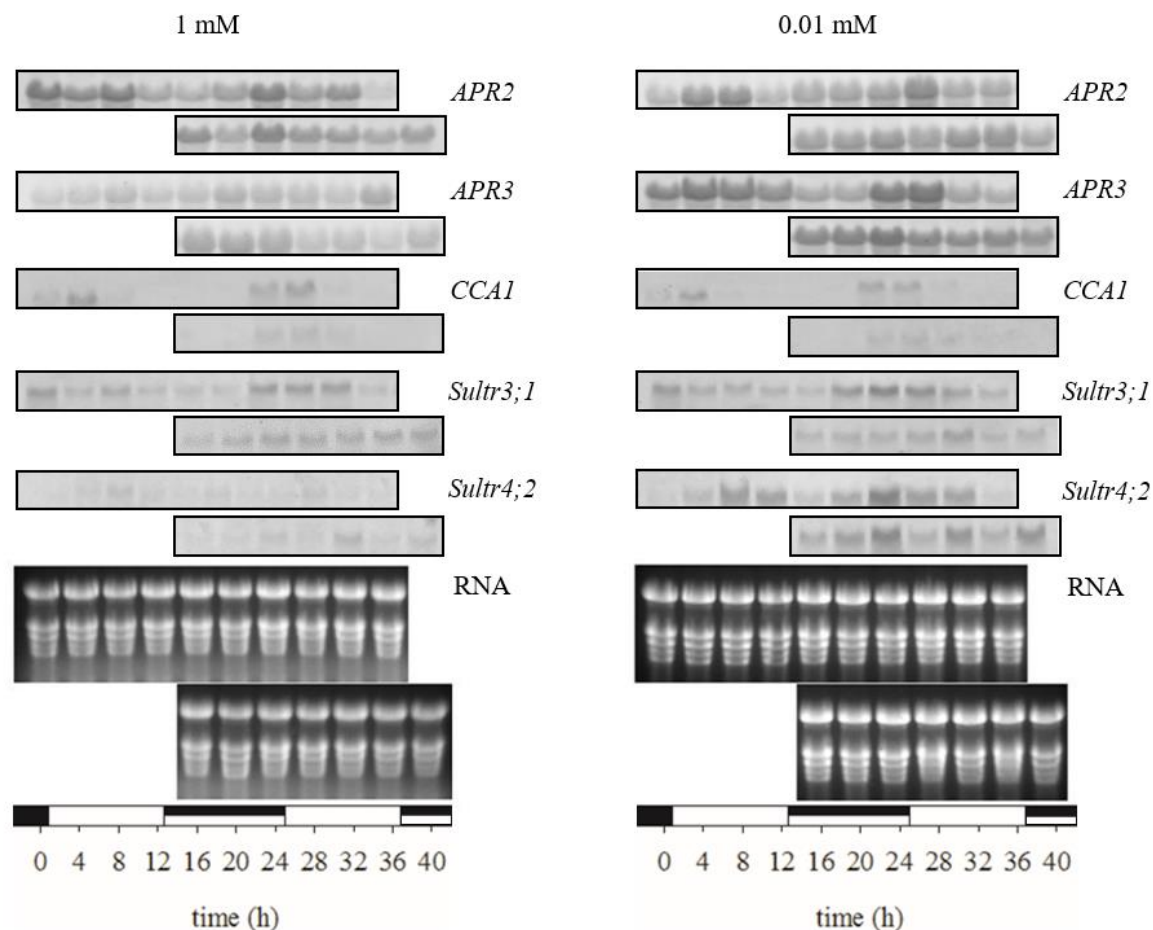 1 mM 0.01 mM
APR2 APR2
APR3 APR3
CCA1 CCA1
Sultr3;1 Sultr3;1
Sultr4;2 Sultr4;2
RNA RNA
0 4 8 12 16 20 24 28 32 36 40 0 4 8 12 16 20 24 28 32 36 40
time (h) time (h)